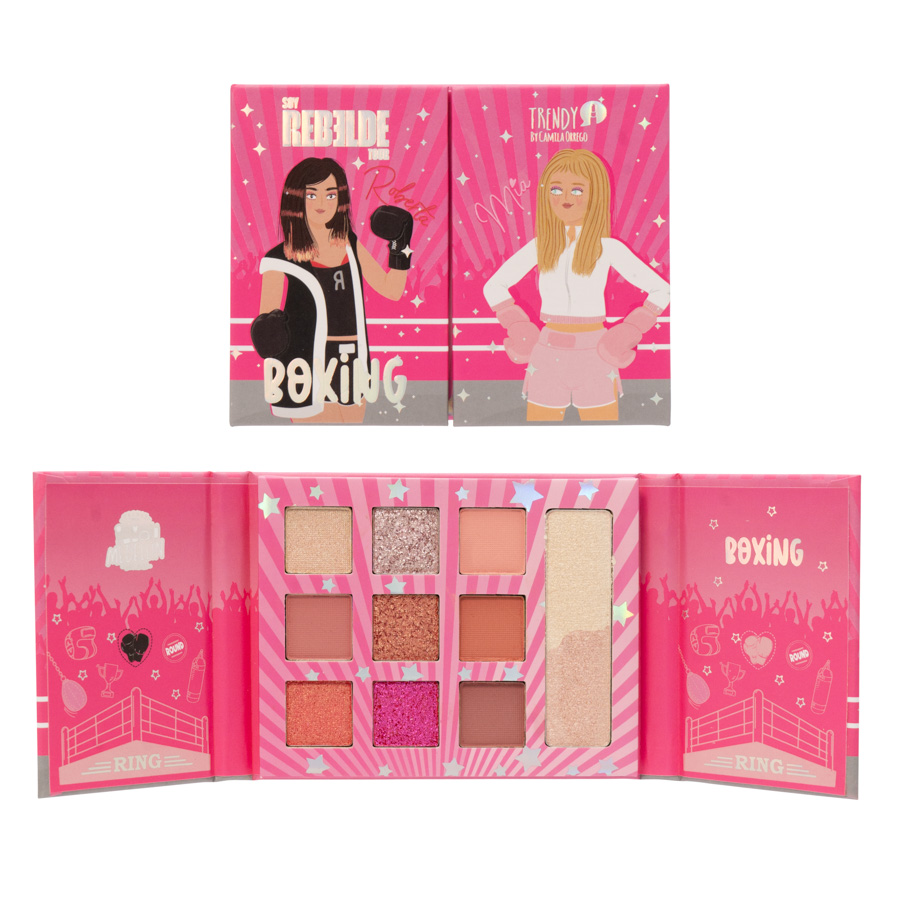 SOY
REBELDE
TOUR
Roberta
R
BOXiNG
TRENDY
BY CAMILA ORREGO
Mia
ROUND
RING
BOXiNG
ROUND
RING